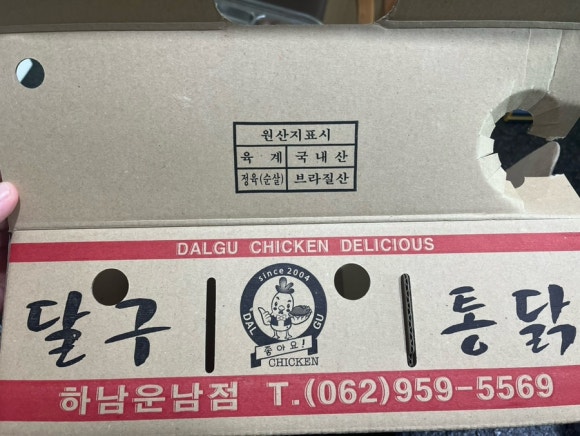 원산지표시
육 계 국내산
정육(순살) 브라질산
DALGU CHICKEN DELICIOUS
달구 통닭
since 2004
DAL GU
좋아요!
CHICKEN
하남운남점 T.(062)959-5569